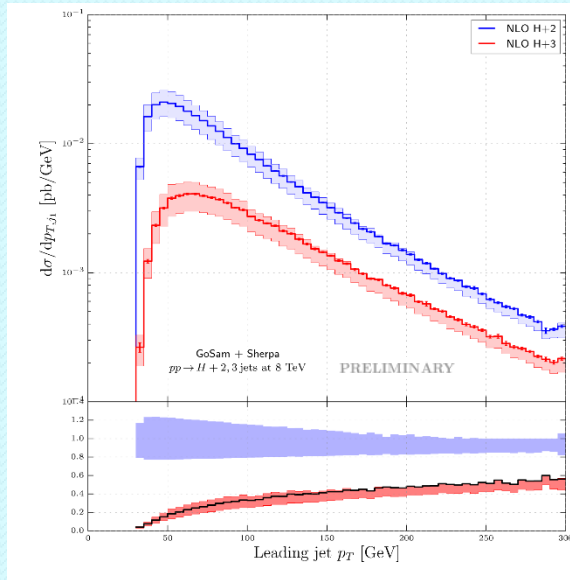 10⁻¹
NLO H+2
NLO H+3
10⁻²
dσ/dp_{T,j1} [pb/GeV]
10⁻³
GoSam + Sherpa
pp → H + 2, 3 jets at 8 TeV
PRELIMINARY
1.2
1.0
0.8
0.6
0.4
0.2
0.0
0 50 100 150 200 250 300
Leading jet p_T [GeV]